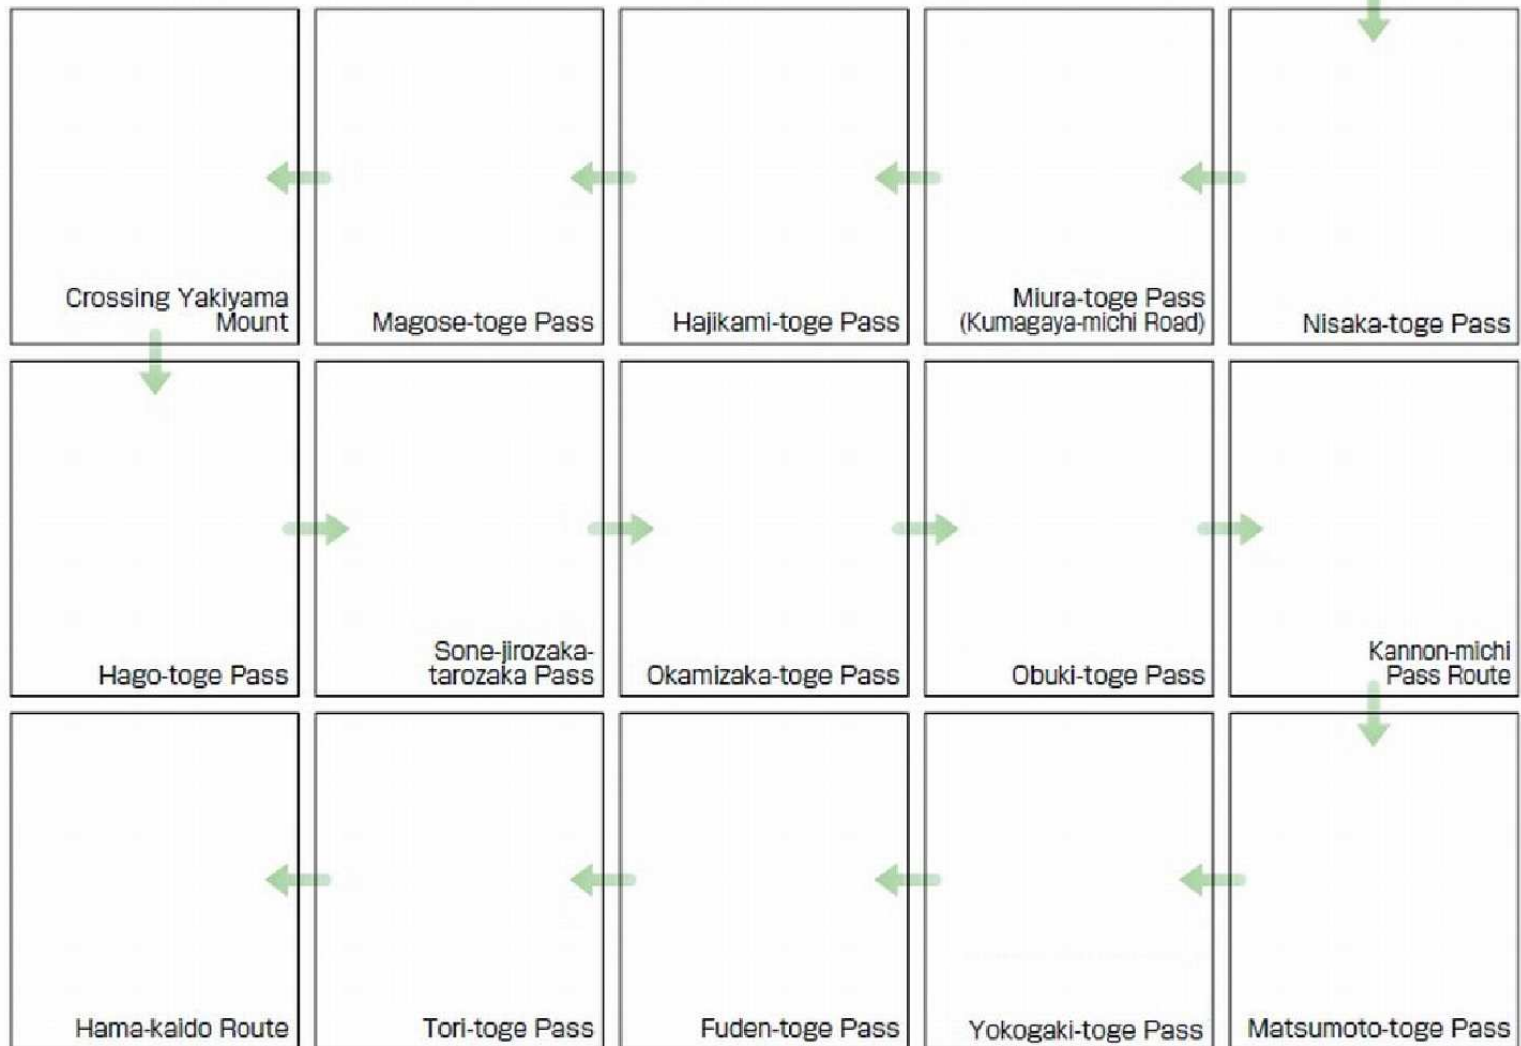 Crossing Yakiyama
Mount
Magose-toge Pass
Hajikami-toge Pass
Miura-toge Pass
(Kumagaya-michi Road)
Nisaka-toge Pass
Hago-toge Pass
Sone-jirozaka-
tarozaka Pass
Okamizaka-toge Pass
Obuki-toge Pass
Kannon-michi
Pass Route
Hama-kaido Route
Tori-toge Pass
Fuden-toge Pass
Yokogaki-toge Pass
Matsumoto-toge Pass